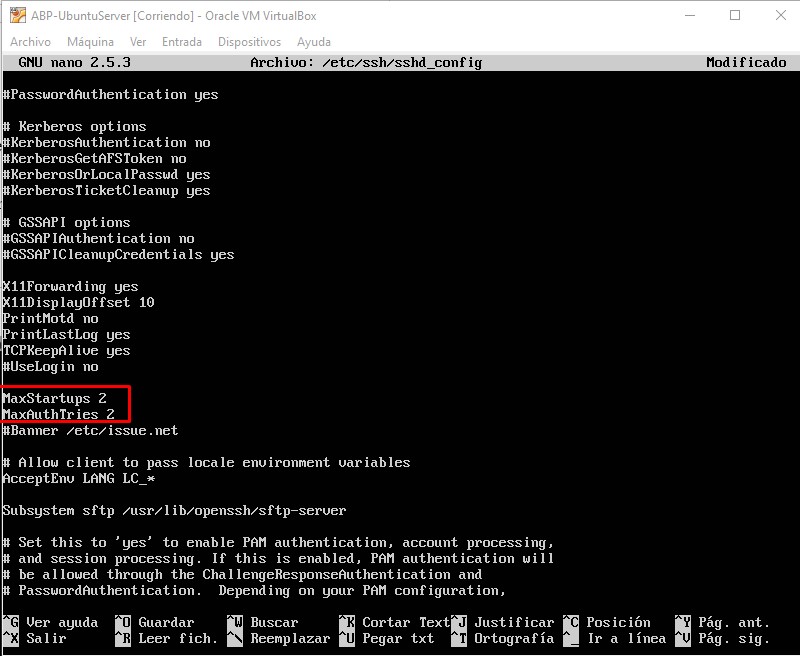 ABP-UbuntuServer [Corriendo] - Oracle VM VirtualBox
Archivo Máquina Ver Entrada Dispositivos Ayuda
GNU nano 2.5.3 Archivo: /etc/ssh/sshd_config Modificado
#PasswordAuthentication yes
# Kerberos options
#KerberosAuthentication no
#KerberosGetAFSToken no
#KerberosOrLocalPasswd yes
#KerberosTicketCleanup yes
# GSSAPI options
#GSSAPIAuthentication no
#GSSAPICleanupCredentials yes
X11Forwarding yes
X11DisplayOffset 10
PrintMotd no
PrintLastLog yes
TCPKeepAlive yes
#UseLogin no
MaxStartups 2
MaxAuthTries 2
#Banner /etc/issue.net
# Allow client to pass locale environment variables
AcceptEnv LANG LC_*
Subsystem sftp /usr/lib/openssh/sftp-server
# Set this to 'yes' to enable PAM authentication, account processing,
# and session processing. If this is enabled, PAM authentication will
# be allowed through the ChallengeResponseAuthentication and
# PasswordAuthentication.  Depending on your PAM configuration,
^G Ver ayuda ^O Guardar ^W Buscar ^K Cortar Text ^J Justificar ^C Posición ^Y Pág. ant.
^X Salir ^R Leer fich. ^\ Reemplazar ^U Pegar txt ^T Ortografía ^_ Ir a línea ^V Pág. sig.